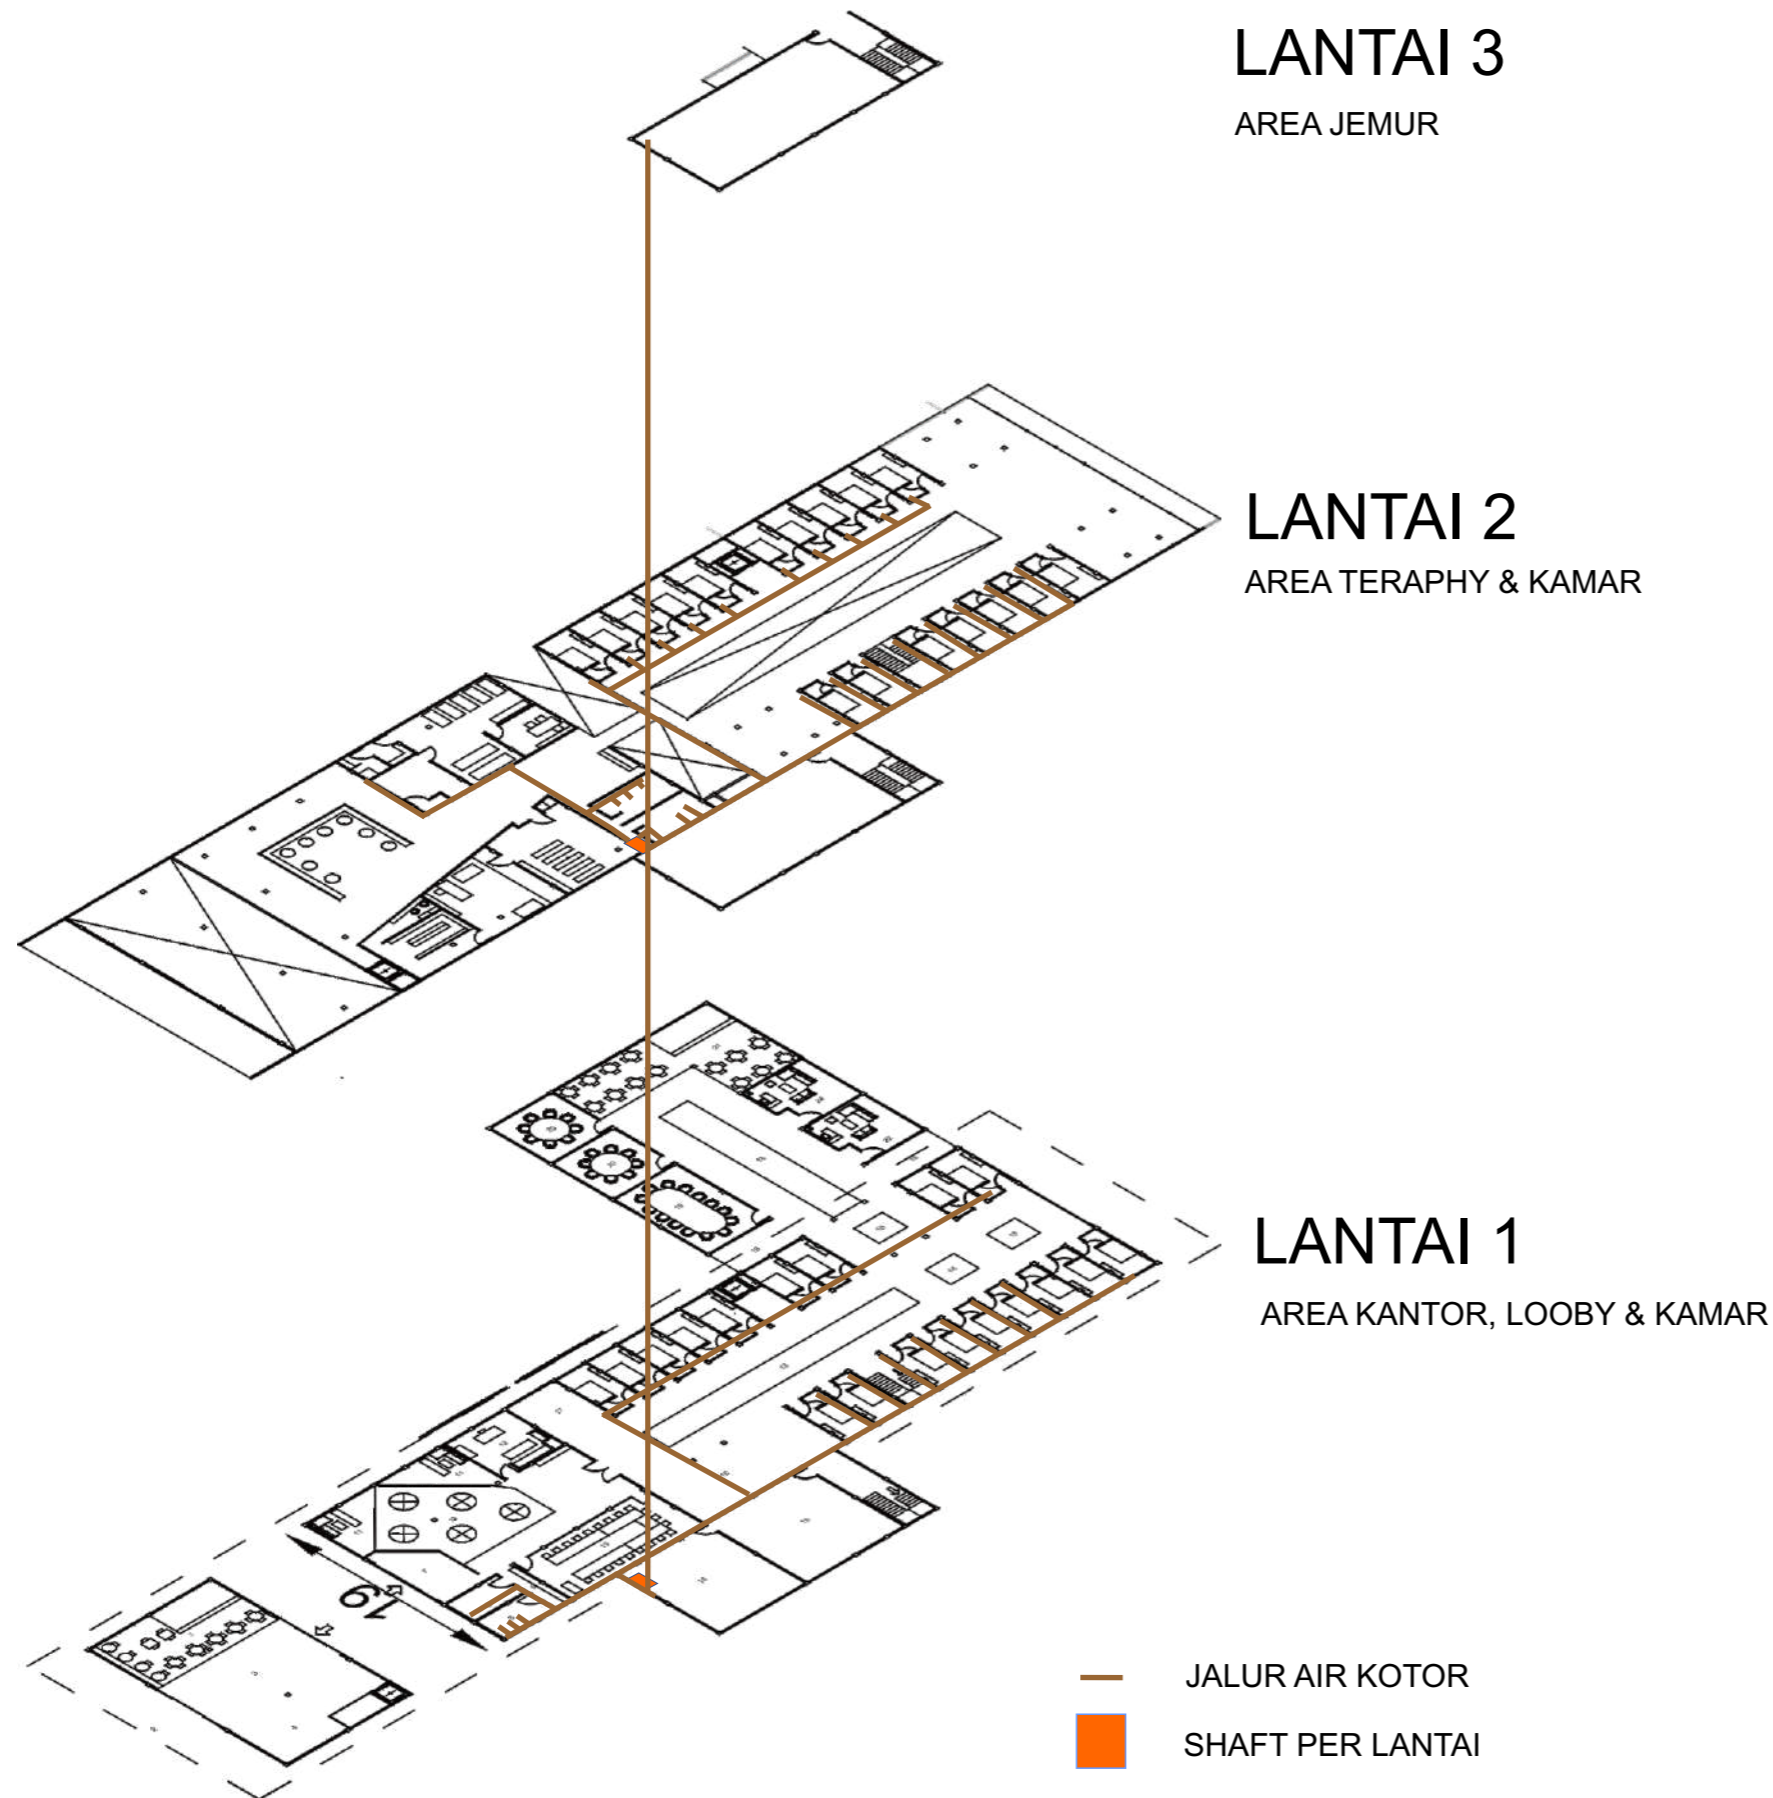 LANTAI 3
AREA JEMUR
LANTAI 2
AREA TERAPHY & KAMAR
LANTAI 1
AREA KANTOR, LOOBY & KAMAR
19
JALUR AIR KOTOR
SHAFT PER LANTAI